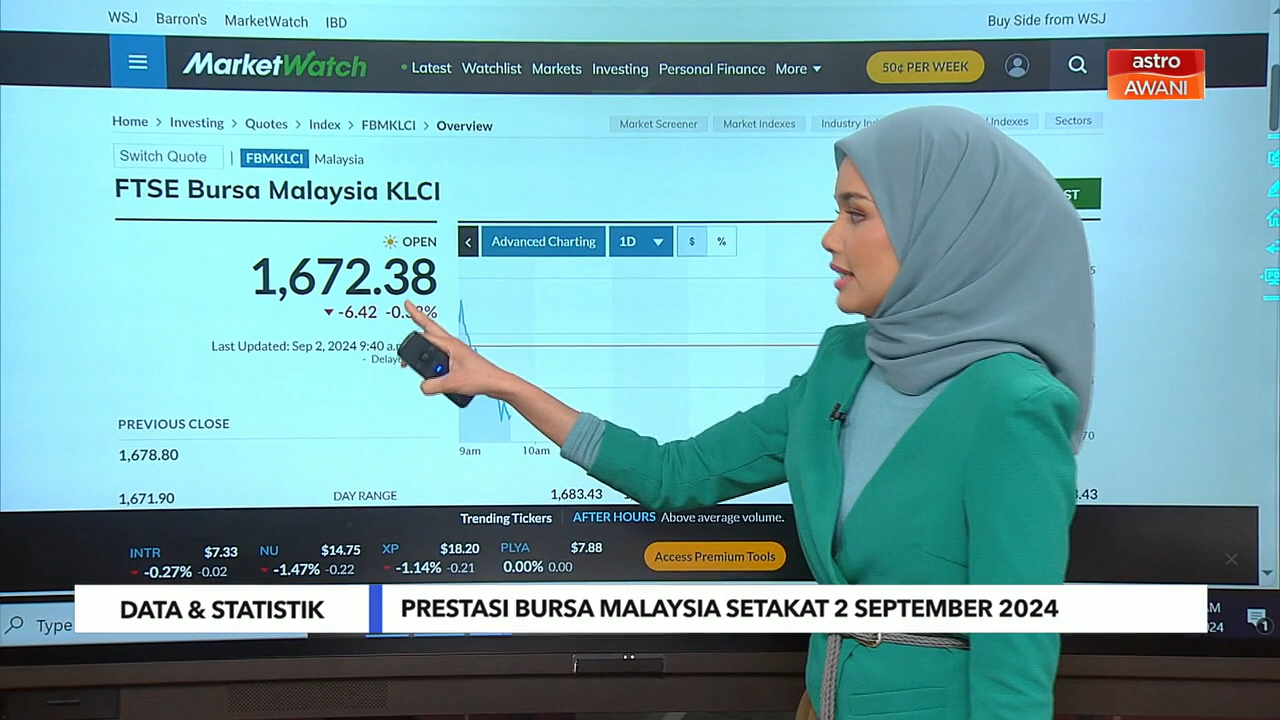 WSJ Barron's MarketWatch IBD Buy Side from WSJ
MarketWatch Latest Watchlist Markets Investing Personal Finance More 50¢ PER WEEK
astro
AWANI
Home > Investing > Quotes > Index > FBMKLCI > Overview
Market Screener Market Indexes Industry Indexes Sectors
Switch Quote | FBMKLCI Malaysia
FTSE Bursa Malaysia KLCI
OPEN
Advanced Charting 1D $ %
1,672.38
-6.42
Last Updated: Sep 2, 2024 9:40
PREVIOUS CLOSE
9am 10am
1,678.80
1,671.90 DAY RANGE 1,683.43
Trending Tickers AFTER HOURS Above average volume.
INTR $7.33 NU $14.75 XP $18.20 PLYA $7.88
-0.27% -0.02 -1.47% -0.22 -1.14% -0.21 0.00% 0.00
Access Premium Tools
DATA & STATISTIK PRESTASI BURSA MALAYSIA SETAKAT 2 SEPTEMBER 2024
Type
1